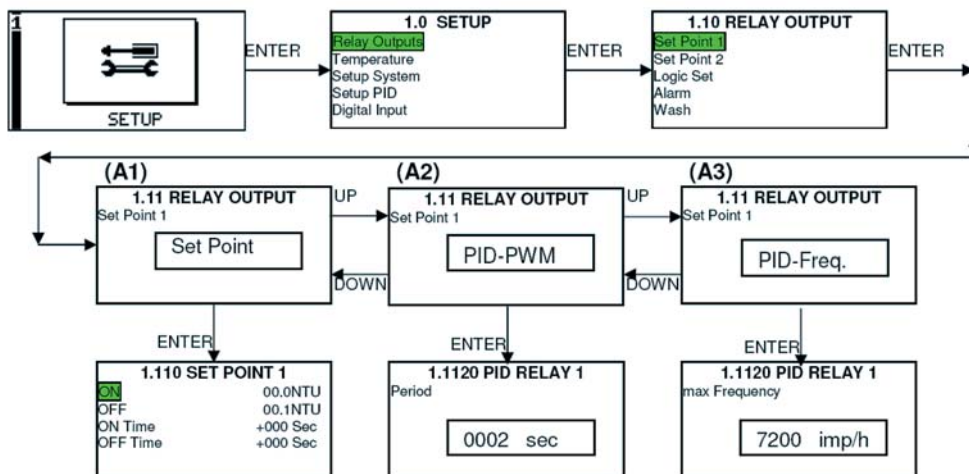 1
SETUP
ENTER
1.0 SETUP
Relay Outputs
Temperature
Setup System
Setup PID
Digital Input
ENTER
1.10 RELAY OUTPUT
Set Point 1
Set Point 2
Logic Set
Alarm
Wash
ENTER
(A1)
1.11 RELAY OUTPUT
Set Point 1
Set Point
UP
DOWN
(A2)
1.11 RELAY OUTPUT
Set Point 1
PID-PWM
UP
DOWN
(A3)
1.11 RELAY OUTPUT
Set Point 1
PID-Freq.
ENTER
1.110 SET POINT 1
ON 00.0NTU
OFF 00.1NTU
ON Time +000 Sec
OFF Time +000 Sec
ENTER
1.1120 PID RELAY 1
Period
0002 sec
ENTER
1.1120 PID RELAY 1
max Frequency
7200 imp/h